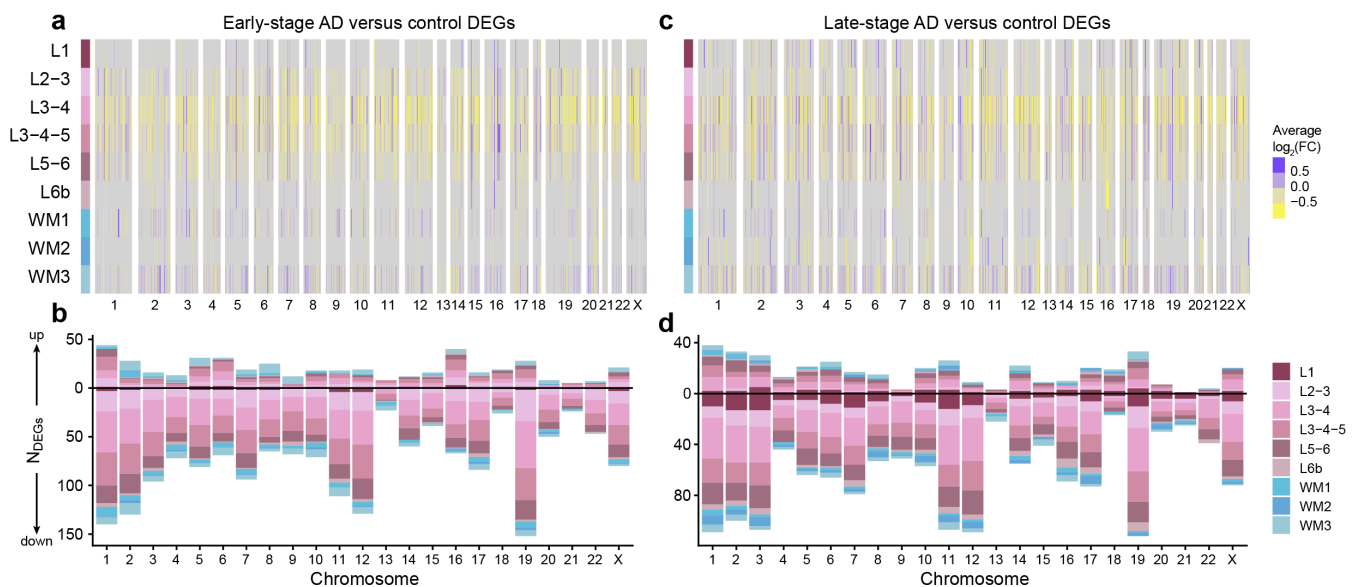 a Early-stage AD versus control DEGs
L1
L2−3
L3−4
L3−4−5
L5−6
L6b
WM1
WM2
WM3
1 2 3 4 5 6 7 8 9 10 11 12 13 14 15 16 17 18 19 20 21 22 X
c Late-stage AD versus control DEGs
1 2 3 4 5 6 7 8 9 10 11 12 13 14 15 16 17 18 19 20 21 22 X
Average
log2(FC)
0.5
0.0
−0.5
b
up
NDEGs
down
50
0
50
100
150
1 2 3 4 5 6 7 8 9 10 11 12 13 14 15 16 17 18 19 20 21 22 X
Chromosome
d
40
0
40
80
1 2 3 4 5 6 7 8 9 10 11 12 13 14 15 16 17 18 19 20 21 22 X
Chromosome
L1
L2−3
L3−4
L3−4−5
L5−6
L6b
WM1
WM2
WM3